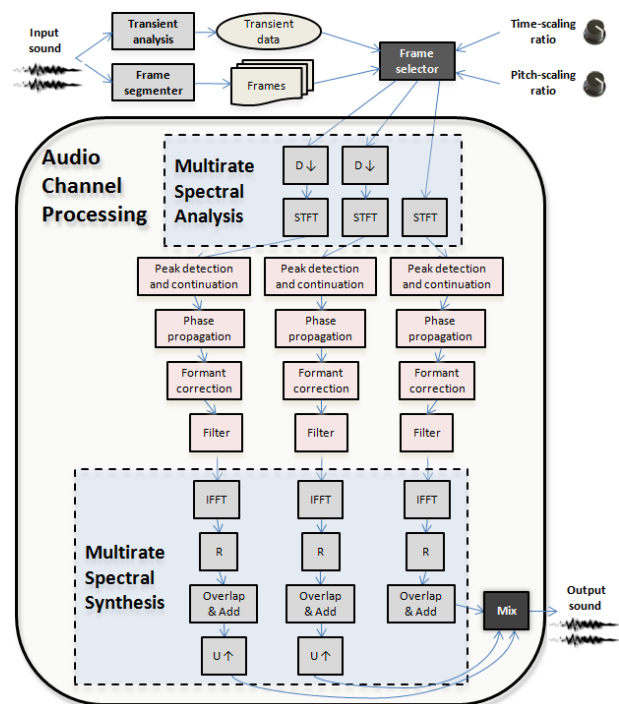 Input
sound
Transient
analysis
Transient
data
Frame
segmenter
Frames
Frame
selector
Time-scaling
ratio
Pitch-scaling
ratio
Audio
Channel
Processing
Multirate
Spectral
Analysis
D ↓
D ↓
STFT
STFT
STFT
Peak detection
and continuation
Peak detection
and continuation
Peak detection
and continuation
Phase
propagation
Phase
propagation
Phase
propagation
Formant
correction
Formant
correction
Formant
correction
Filter
Filter
Filter
Multirate
Spectral
Synthesis
IFFT
IFFT
IFFT
R
R
R
Overlap
& Add
Overlap
& Add
Overlap
& Add
U ↑
U ↑
Mix
Output
sound